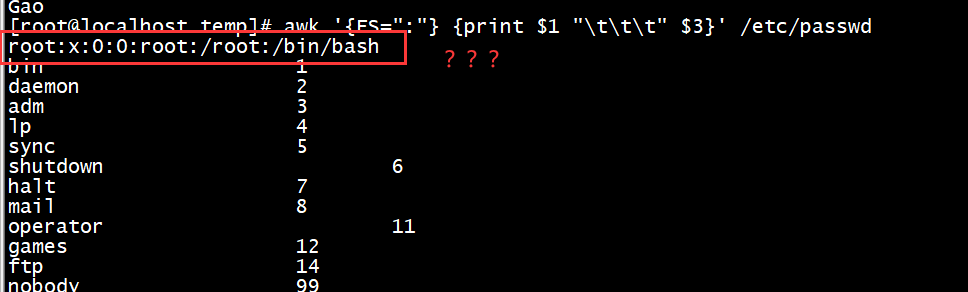 Gao
[root@localhost temp]# awk '{FS=":"} {print $1 "\t\t\t" $3}' /etc/passwd
root:x:0:0:root:/root:/bin/bash
？？？
bin 1
daemon 2
adm 3
lp 4
sync 5
shutdown 6
halt 7
mail 8
operator 11
games 12
ftp 14
nobody 99